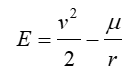 E = v²/2 − μ/r